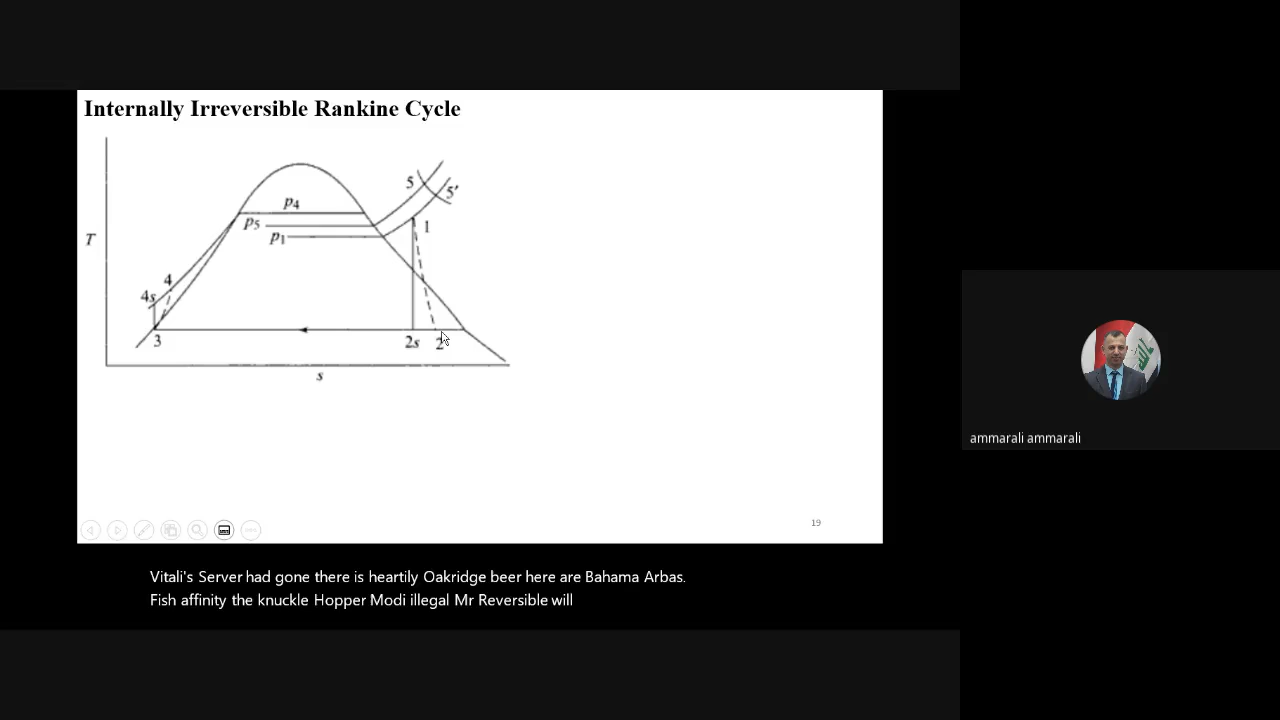 Internally Irreversible Rankine Cycle
5
5'
p4
p5
p1
1
T
4
4s
3
2s
2
s
ammarali ammarali
19
Vitali's Server had gone there is heartily Oakridge beer here are Bahama Arbas.
Fish affinity the knuckle Hopper Modi illegal Mr Reversible will